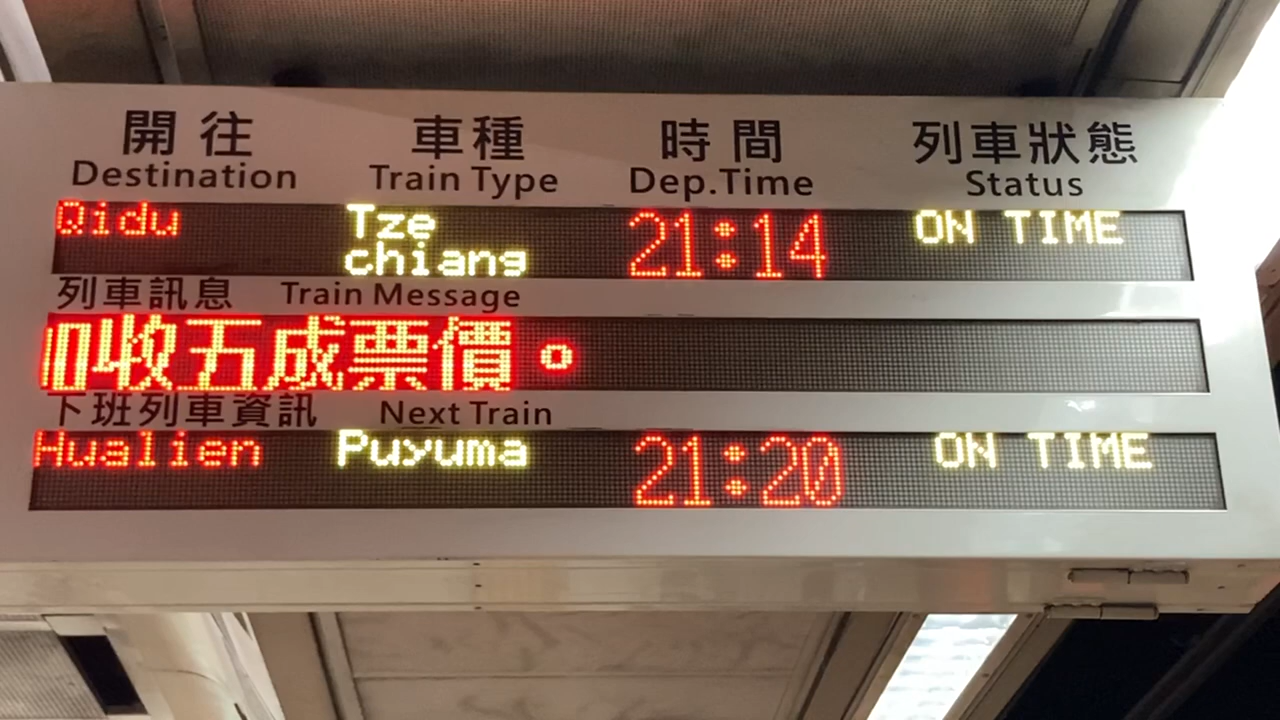 開往 車種 時間 列車狀態
Destination Train Type Dep.Time Status
Qidu Tze chiang 21:14 ON TIME
列車訊息 Train Message
加收五成票價。
下班列車資訊 Next Train
Hualien Puyuma 21:20 ON TIME